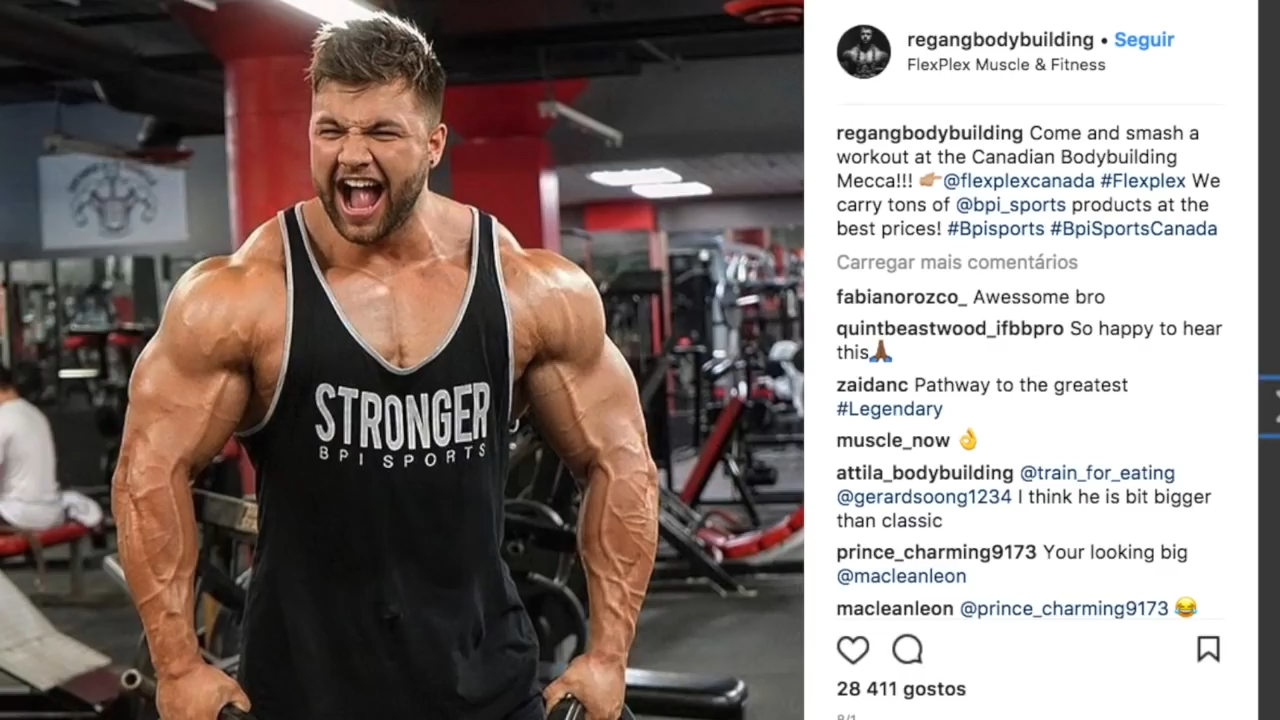 STRONGER
BPI SPORTS
regangbodybuilding • Seguir
FlexPlex Muscle & Fitness
regangbodybuilding Come and smash a
workout at the Canadian Bodybuilding
Mecca!!! 👉🏼@flexplexcanada #Flexplex We
carry tons of @bpi_sports products at the
best prices! #Bpisports #BpiSportsCanada
Carregar mais comentários
fabianorozco_ Awessome bro
quintbeastwood_ifbbpro So happy to hear
this🙏🏾
zaidanc Pathway to the greatest
#Legendary
muscle_now 👌
attila_bodybuilding @train_for_eating
@gerardsoong1234 I think he is bit bigger
than classic
prince_charming9173 Your looking big
@macleanleon
macleanleon @prince_charming9173 😂
28 411 gostos